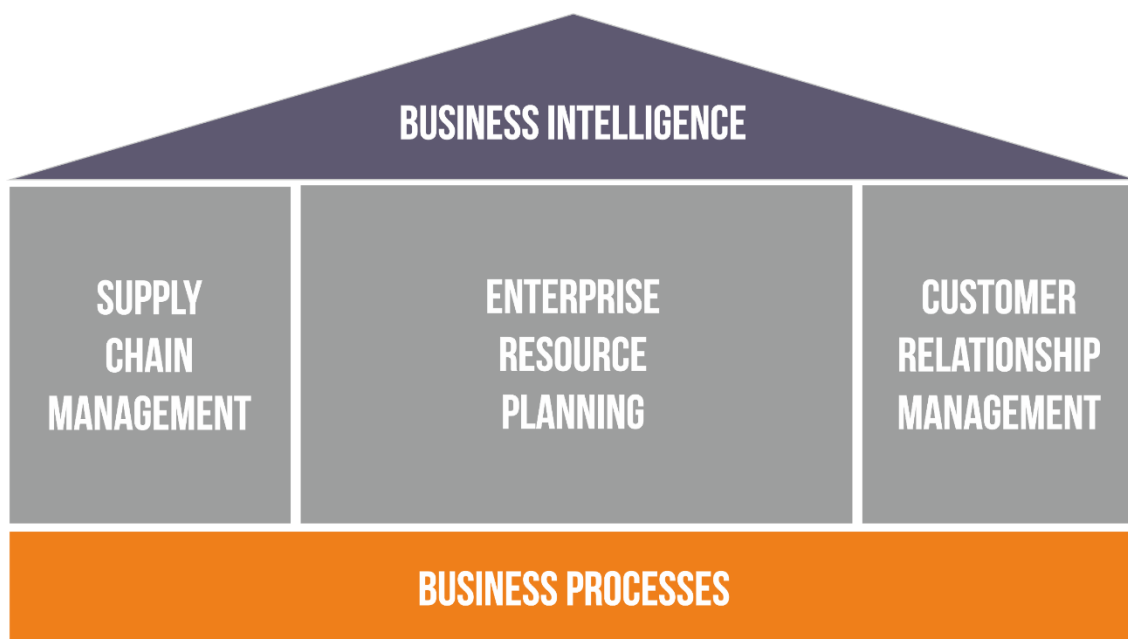 BUSINESS INTELLIGENCE
SUPPLY
CHAIN
MANAGEMENT
ENTERPRISE
RESOURCE
PLANNING
CUSTOMER
RELATIONSHIP
MANAGEMENT
BUSINESS PROCESSES